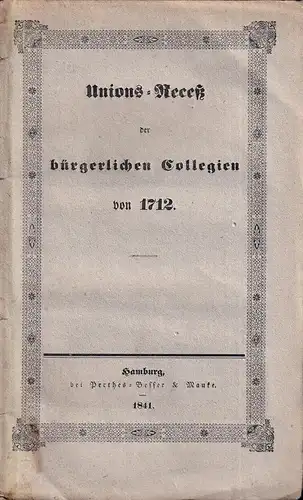 Unions-Receß
der
bürgerlichen Collegien
von 1712.
Hamburg,
bei Perthes-Besser & Mauke.
1841.